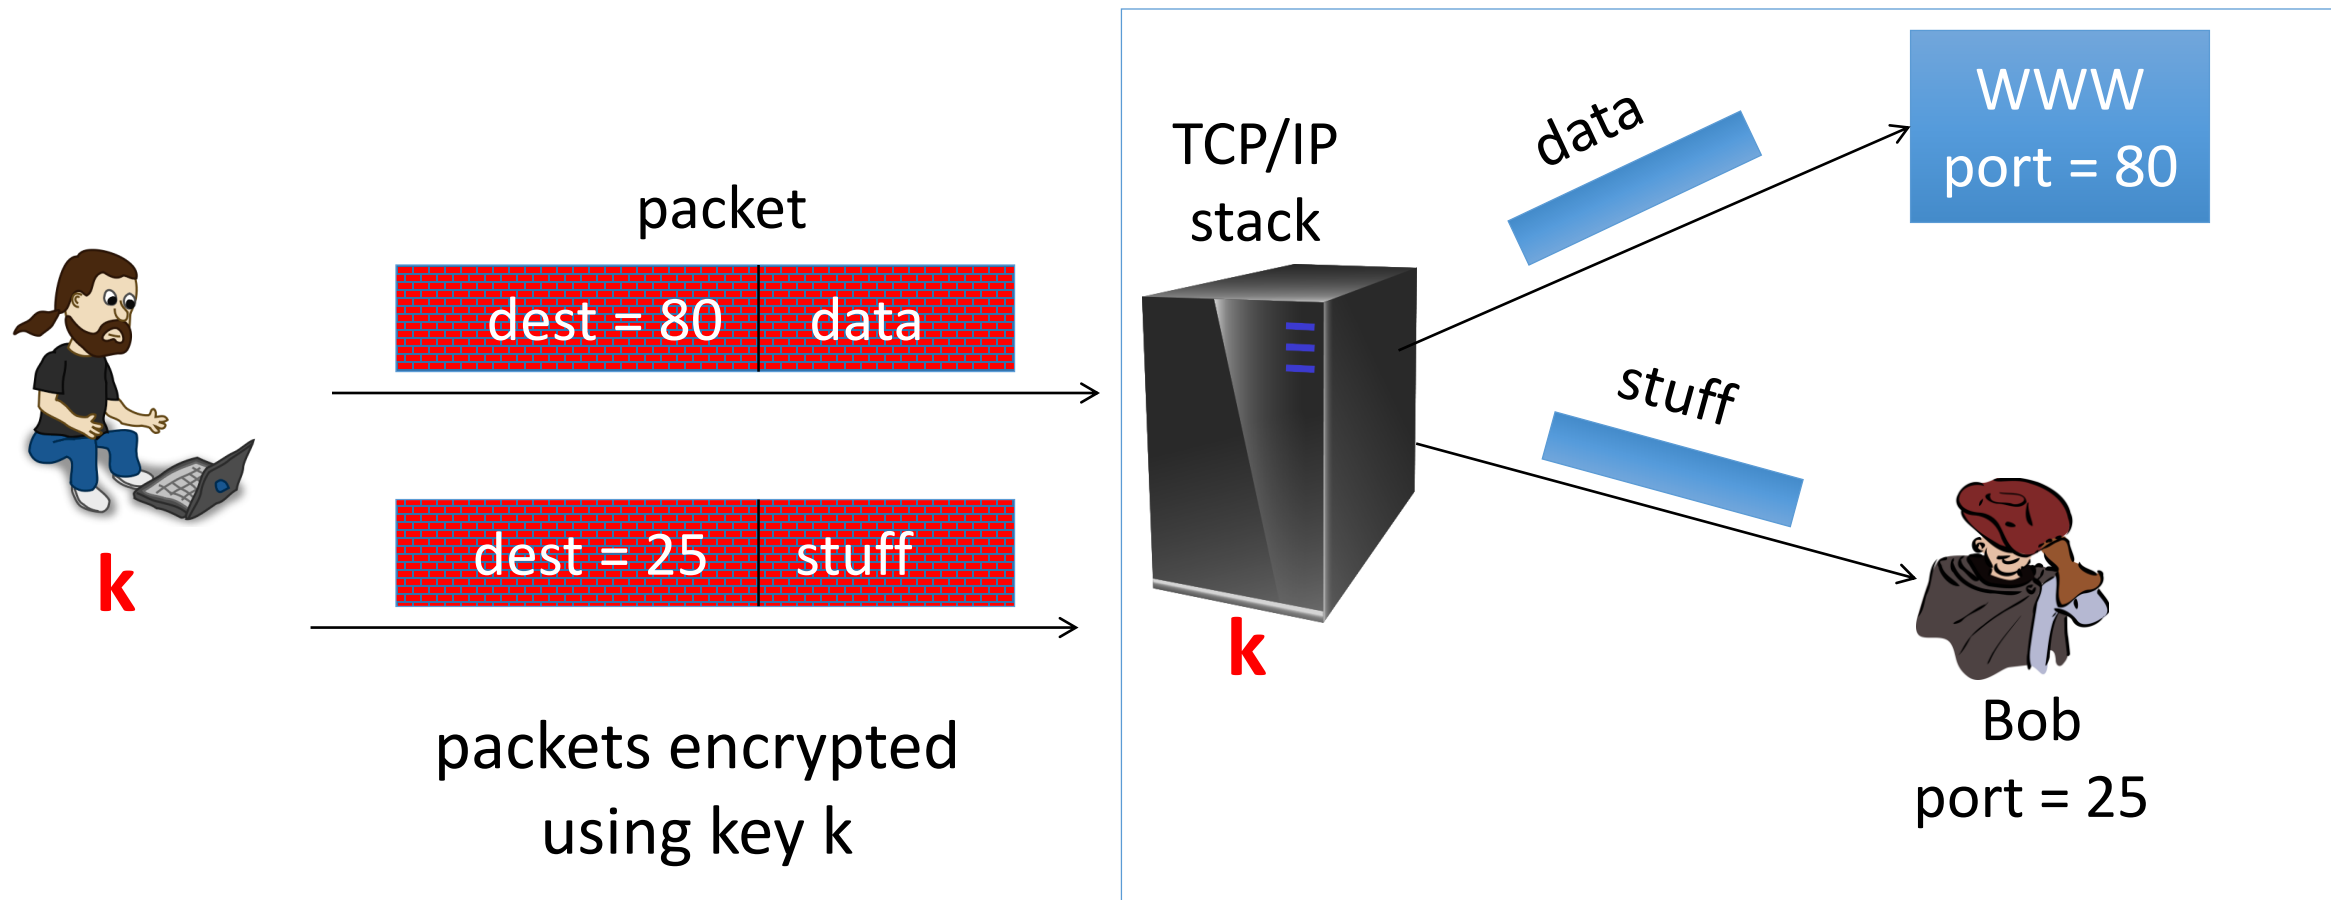 packet
dest = 80 data
k
dest = 25 stuff
packets encrypted
using key k
TCP/IP
stack
k
data
stuff
WWW
port = 80
Bob
port = 25